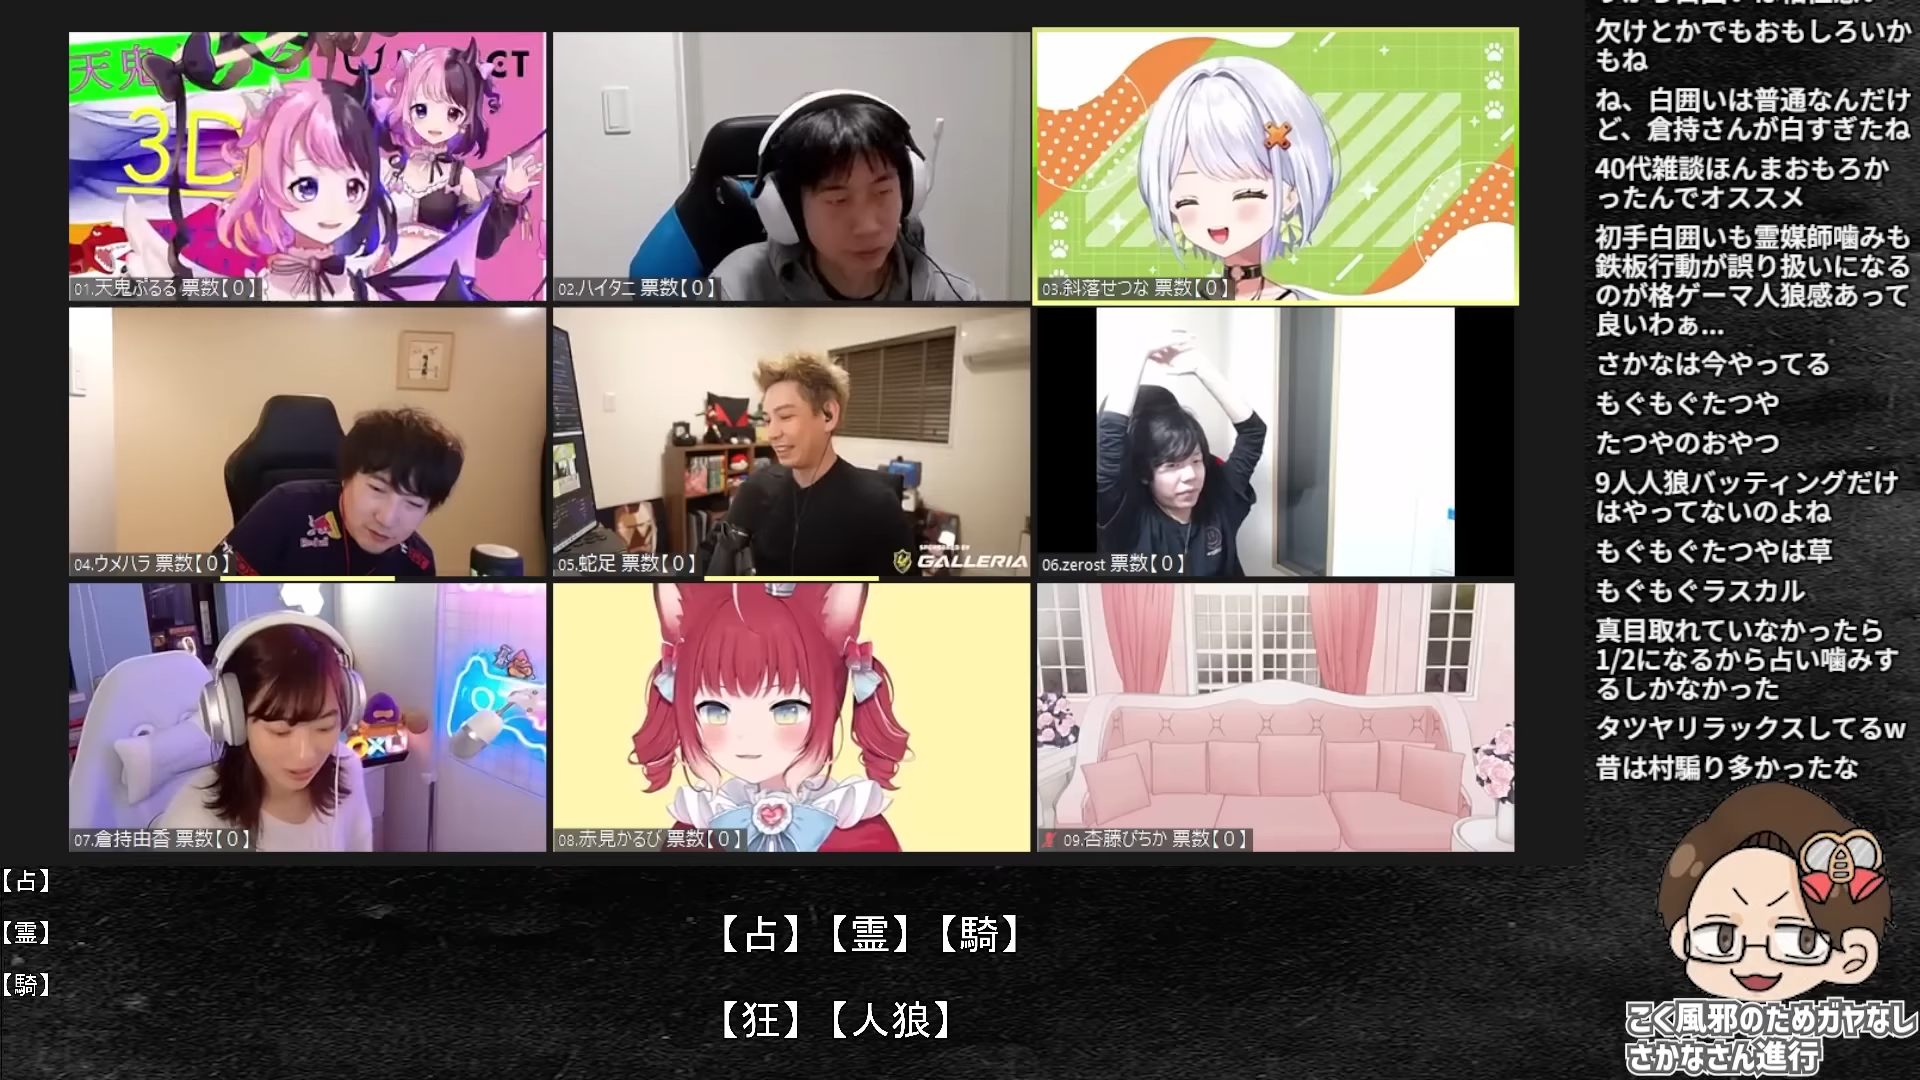 天鬼
3D
CT
01.天鬼ぷるる 票数【0】
02.ハイタニ 票数【0】
03.斜落せつな 票数【0】
04.ウメハラ 票数【0】
SPONSORED BY
GALLERIA
05.蛇足 票数【0】
06.zerost 票数【0】
07.倉持由香 票数【0】
08.赤見かるび 票数【0】
09.杏藤ぴちか 票数【0】
【占】
【霊】
【騎】
【占】【霊】【騎】
【狂】【人狼】
欠けとかでもおもしろいか
もね
ね、白囲いは普通なんだけ
ど、倉持さんが白すぎたね
40代雑談ほんまおもろか
ったんでオススメ
初手白囲いも霊媒師噛みも
鉄板行動が誤り扱いになる
のが格ゲーマ人狼感あって
良いわぁ...
さかなは今やってる
もぐもぐたつや
たつやのおやつ
9人人狼バッティングだけ
はやってないのよね
もぐもぐたつやは草
もぐもぐラスカル
真目取れていなかったら
1/2になるから占い噛みす
るしかなかった
タツヤリラックスしてるw
昔は村騙り多かったな
こく風邪のためガヤなし
さかなさん進行